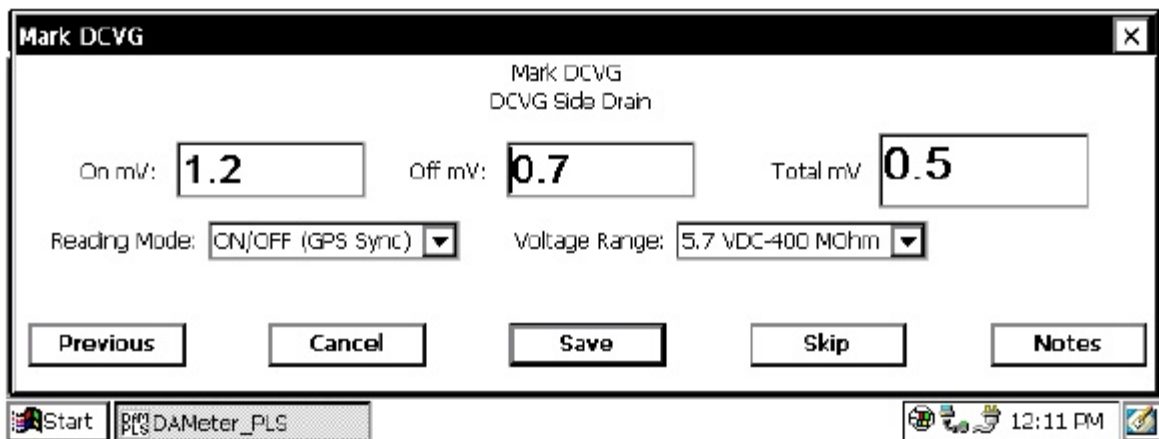 Mark DCVG
Mark DCVG
DCVG Side Drain
On mV: 1.2 Off mV: 0.7 Total mV 0.5
Reading Mode: ON/OFF (GPS Sync) Voltage Range: 5.7 VDC-400 MOhm
Previous Cancel Save Skip Notes
Start DAMeter_PLS 12:11 PM